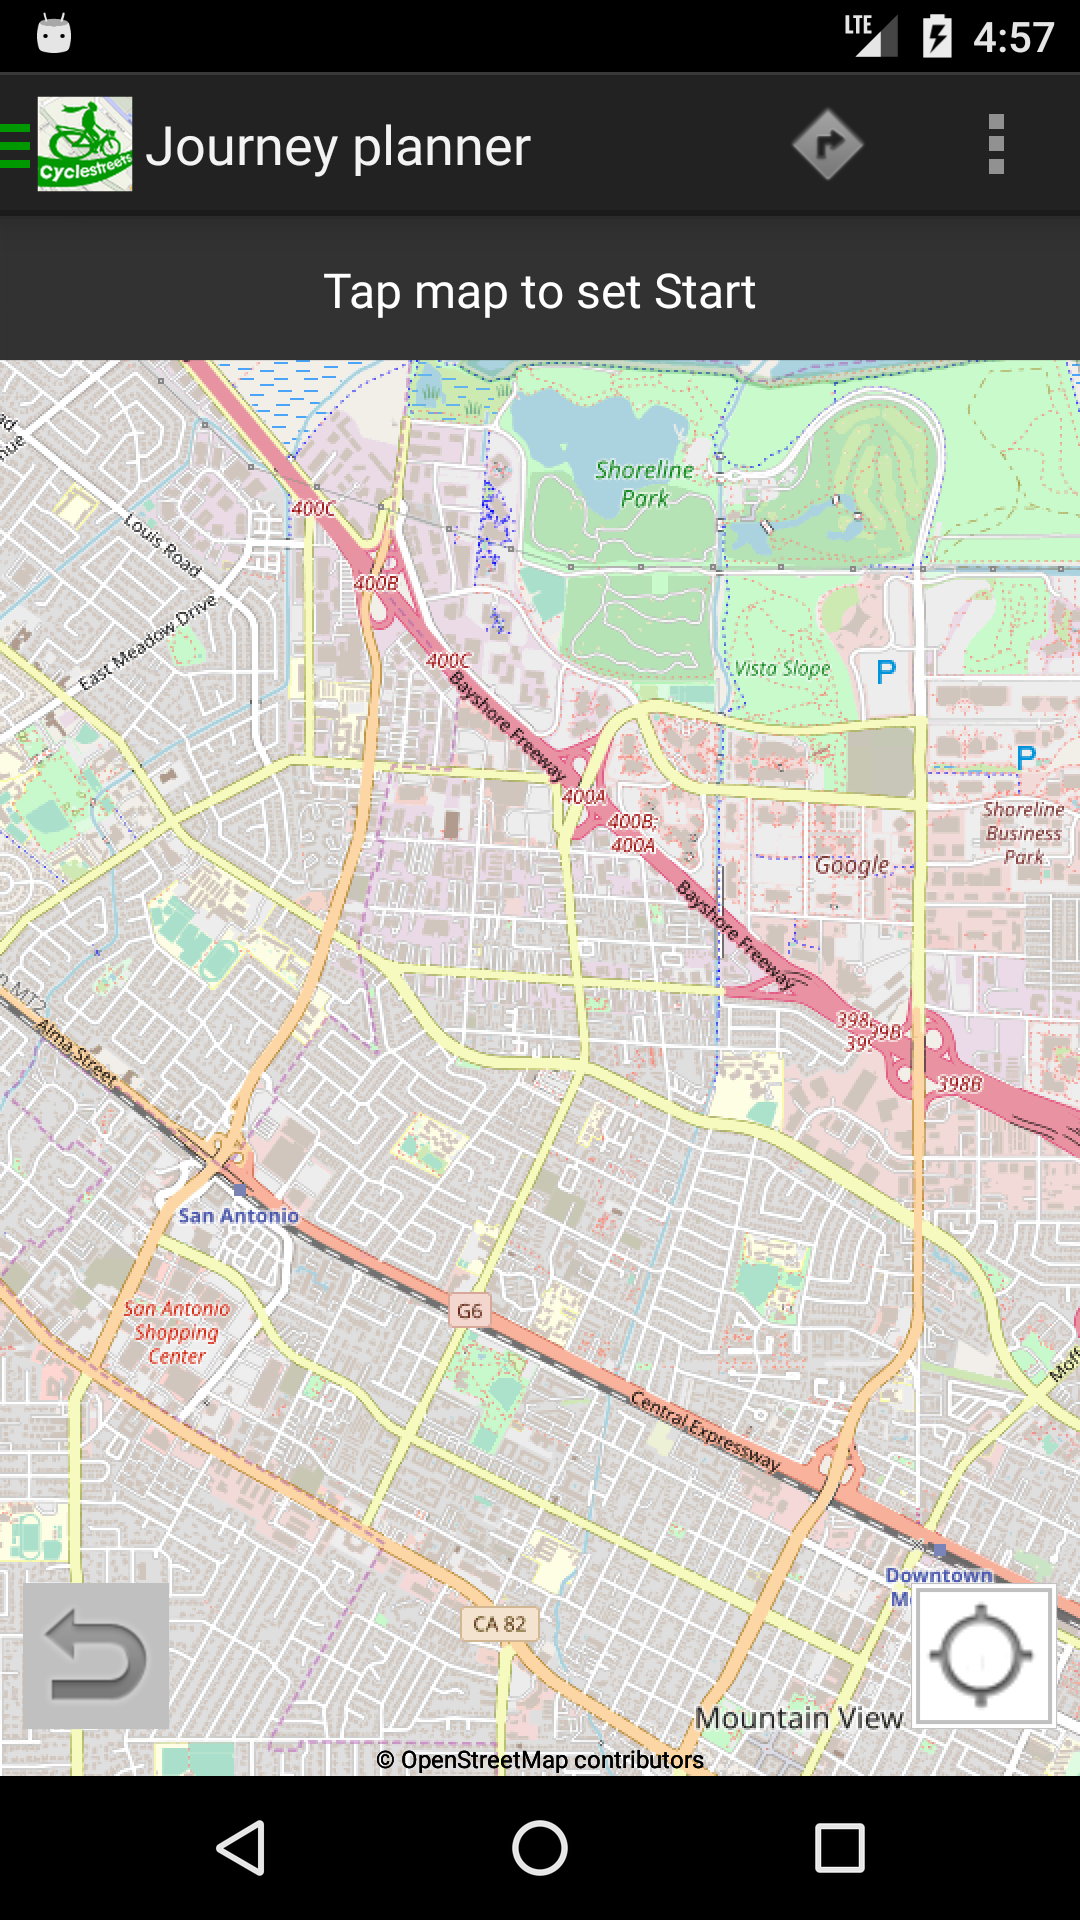 LTE 4:57
Cyclestreets Journey planner
Tap map to set Start
Shoreline
Park
400C
Louis Road
400B
East Meadow Drive
400C
Vista Slope
P
Bayshore Freeway
P
400A
400B;
400A
Shoreline
Business
Park
Google
Bayshore Freeway
398B
Alma Street
San Antonio
San Antonio
Shopping
Center
G6
Central Expressway
Downtown
CA 82
Mountain View
© OpenStreetMap contributors